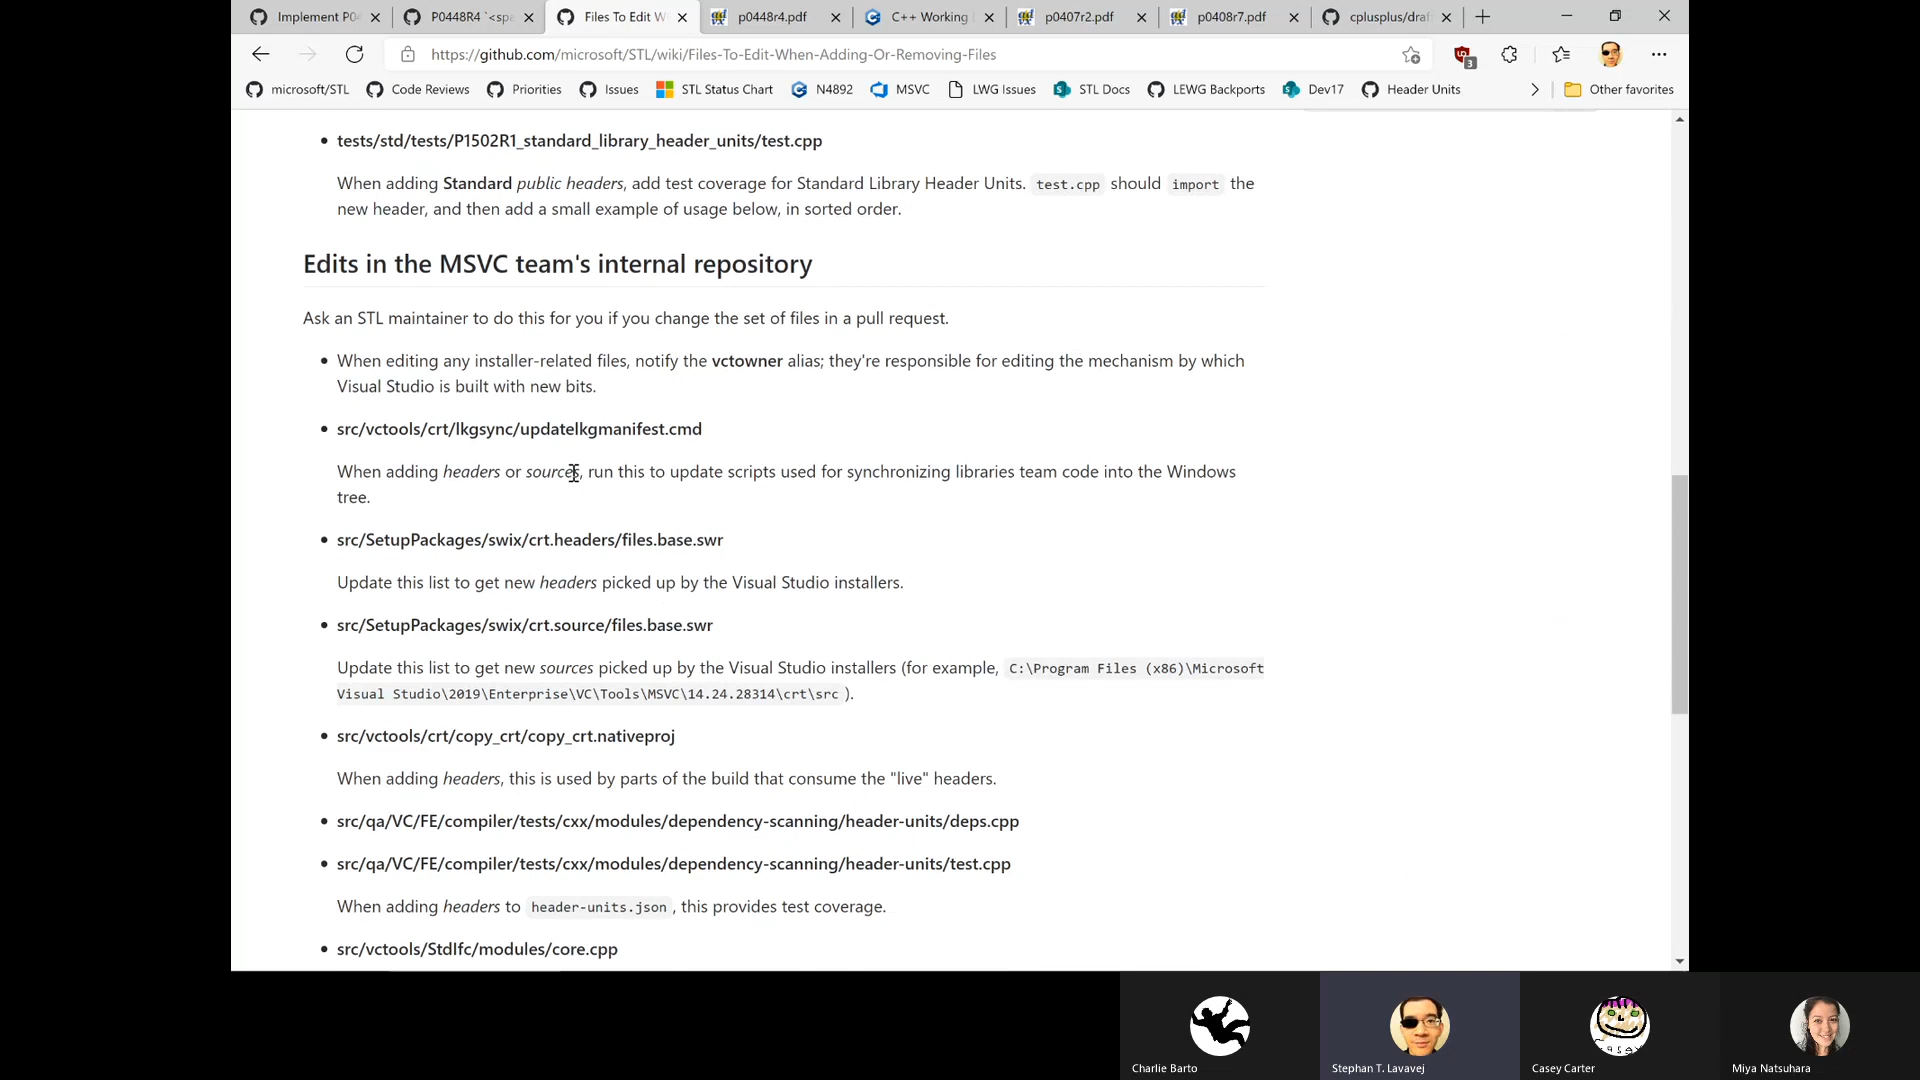 Implement P0
P0448R4 `<spa
Files To Edit W
p0448r4.pdf
C++ Working
p0407r2.pdf
p0408r7.pdf
cplusplus/draf
https://github.com/microsoft/STL/wiki/Files-To-Edit-When-Adding-Or-Removing-Files
3
microsoft/STL
Code Reviews
Priorities
Issues
STL Status Chart
N4892
MSVC
LWG Issues
STL Docs
LEWG Backports
Dev17
Header Units
Other favorites
• tests/std/tests/P1502R1_standard_library_header_units/test.cpp
When adding Standard public headers, add test coverage for Standard Library Header Units. test.cpp should import the
new header, and then add a small example of usage below, in sorted order.
Edits in the MSVC team's internal repository
Ask an STL maintainer to do this for you if you change the set of files in a pull request.
• When editing any installer-related files, notify the vctowner alias; they're responsible for editing the mechanism by which
Visual Studio is built with new bits.
• src/vctools/crt/lkgsync/updatelkgmanifest.cmd
When adding headers or sources, run this to update scripts used for synchronizing libraries team code into the Windows
tree.
• src/SetupPackages/swix/crt.headers/files.base.swr
Update this list to get new headers picked up by the Visual Studio installers.
• src/SetupPackages/swix/crt.source/files.base.swr
Update this list to get new sources picked up by the Visual Studio installers (for example, C:\Program Files (x86)\Microsoft
Visual Studio\2019\Enterprise\VC\Tools\MSVC\14.24.28314\crt\src ).
• src/vctools/crt/copy_crt/copy_crt.nativeproj
When adding headers, this is used by parts of the build that consume the "live" headers.
• src/qa/VC/FE/compiler/tests/cxx/modules/dependency-scanning/header-units/deps.cpp
• src/qa/VC/FE/compiler/tests/cxx/modules/dependency-scanning/header-units/test.cpp
When adding headers to header-units.json , this provides test coverage.
• src/vctools/StdIfc/modules/core.cpp
Charlie Barto
Stephan T. Lavavej
Casey Carter
Miya Natsuhara